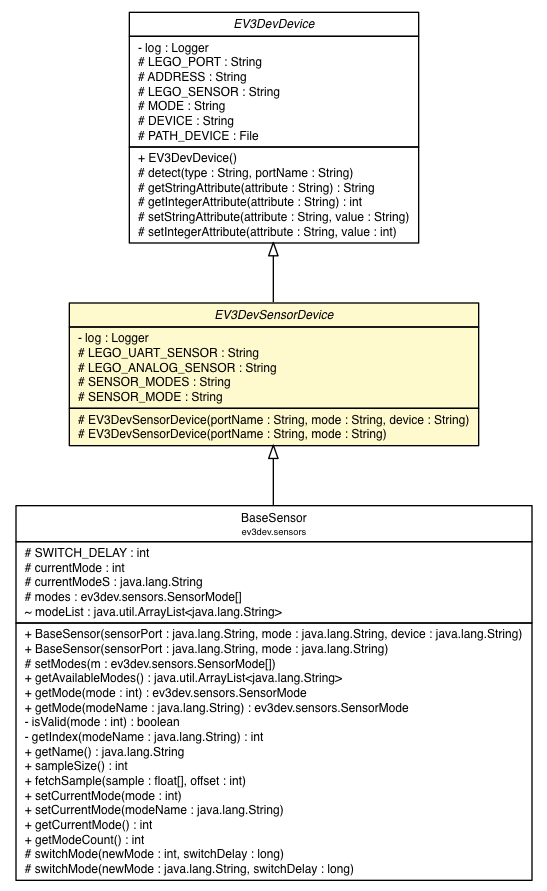 EV3DevDevice
- log : Logger
# LEGO_PORT : String
# ADDRESS : String
# LEGO_SENSOR : String
# MODE : String
# DEVICE : String
# PATH_DEVICE : File
+ EV3DevDevice()
# detect(type : String, portName : String)
# getStringAttribute(attribute : String) : String
# getIntegerAttribute(attribute : String) : int
# setStringAttribute(attribute : String, value : String)
# setIntegerAttribute(attribute : String, value : int)
EV3DevSensorDevice
- log : Logger
# LEGO_UART_SENSOR : String
# LEGO_ANALOG_SENSOR : String
# SENSOR_MODES : String
# SENSOR_MODE : String
# EV3DevSensorDevice(portName : String, mode : String, device : String)
# EV3DevSensorDevice(portName : String, mode : String)
BaseSensor
ev3dev.sensors
# SWITCH_DELAY : int
# currentMode : int
# currentModeS : java.lang.String
# modes : ev3dev.sensors.SensorMode[]
~ modeList : java.util.ArrayList<java.lang.String>
+ BaseSensor(sensorPort : java.lang.String, mode : java.lang.String, device : java.lang.String)
+ BaseSensor(sensorPort : java.lang.String, mode : java.lang.String)
# setModes(m : ev3dev.sensors.SensorMode[])
+ getAvailableModes() : java.util.ArrayList<java.lang.String>
+ getMode(mode : int) : ev3dev.sensors.SensorMode
+ getMode(modeName : java.lang.String) : ev3dev.sensors.SensorMode
- isValid(mode : int) : boolean
- getIndex(modeName : java.lang.String) : int
+ getName() : java.lang.String
+ sampleSize() : int
+ fetchSample(sample : float[], offset : int)
+ setCurrentMode(mode : int)
+ setCurrentMode(modeName : java.lang.String)
+ getCurrentMode() : int
+ getModeCount() : int
# switchMode(newMode : int, switchDelay : long)
# switchMode(newMode : java.lang.String, switchDelay : long)